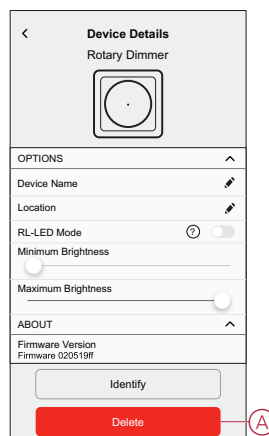 Device Details
Rotary Dimmer
OPTIONS
Device Name
Location
RL-LED Mode ?
Minimum Brightness
Maximum Brightness
ABOUT
Firmware Version
Firmware 020519ff
Identify
Delete A